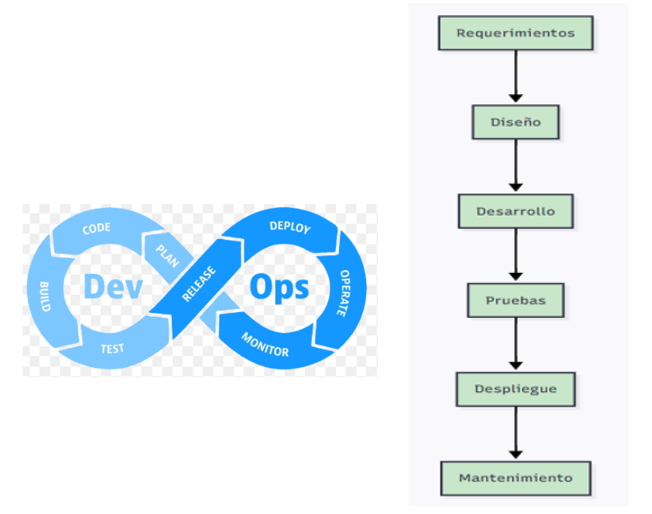 CODE
PLAN
BUILD
TEST
Dev
RELEASE
DEPLOY
OPERATE
MONITOR
Ops
Requerimientos
Diseño
Desarrollo
Pruebas
Despliegue
Mantenimiento